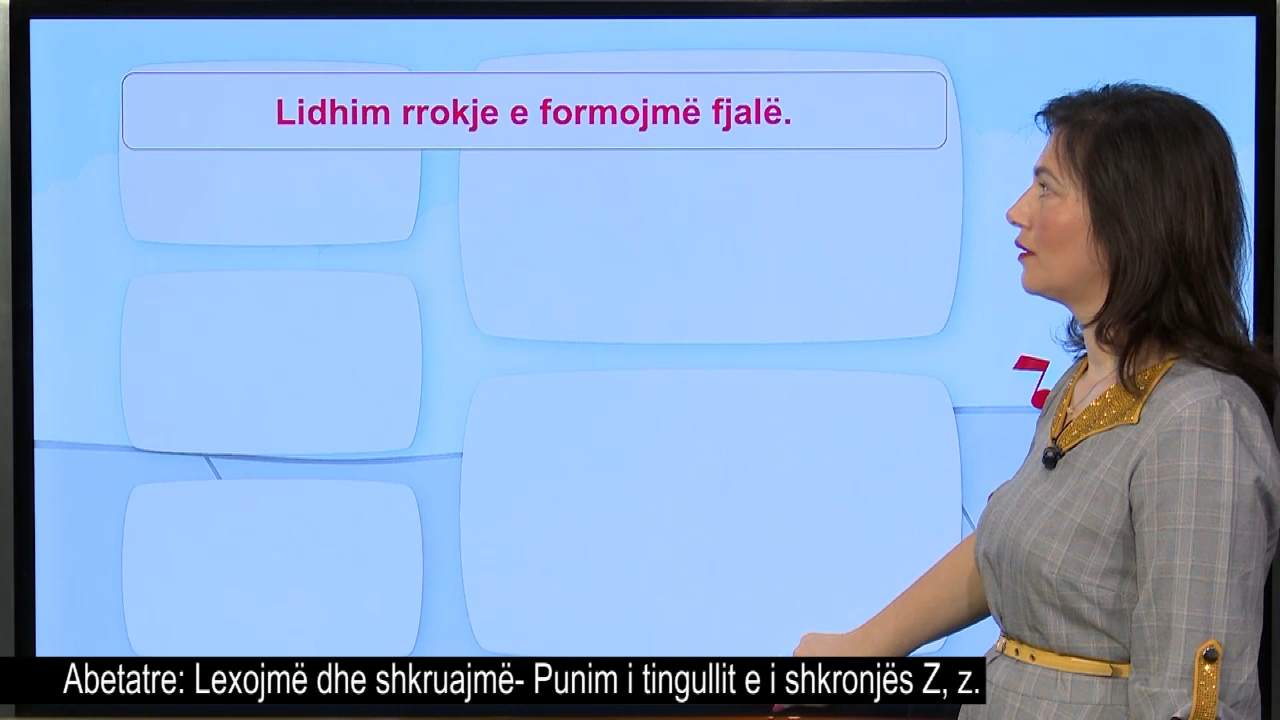 Lidhim rrokje e formojmë fjalë.
Abetatre: Lexojmë dhe shkruajmë- Punim i tingullit e i shkronjës Z, z.